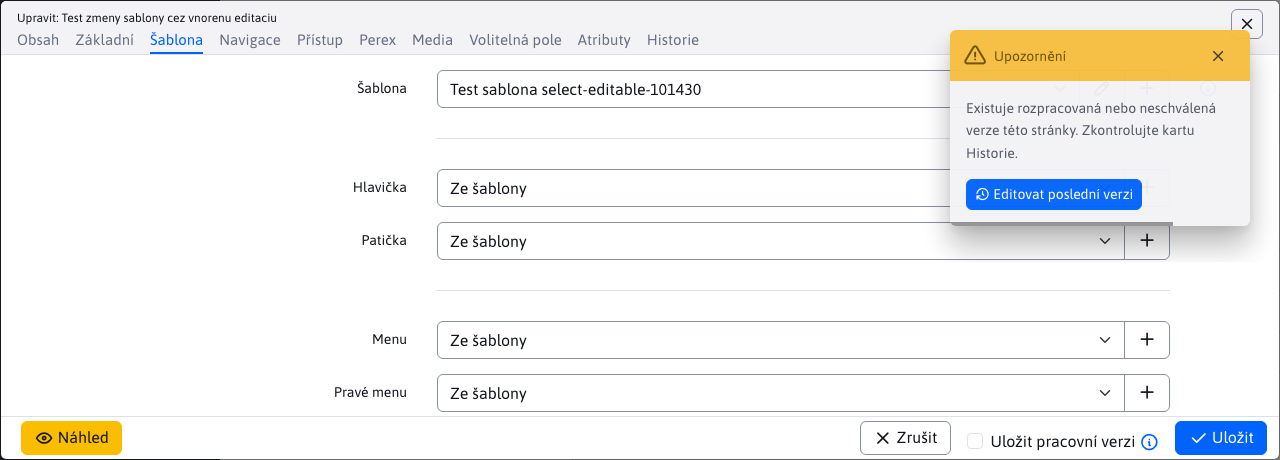 Upravit: Test zmeny sablony cez vnorenu editaciu
Obsah Základní Šablona Navigace Přístup Perex Media Volitelná pole Atributy Historie
Upozornění
Existuje rozpracovaná nebo neschválená
verze této stránky. Zkontrolujte kartu
Historie.
Editovat poslední verzi
Šablona Test sablona select-editable-101430
Hlavička Ze šablony
Patička Ze šablony
Menu Ze šablony
Pravé menu Ze šablony
Náhled Zrušit Uložit pracovní verzi Uložit